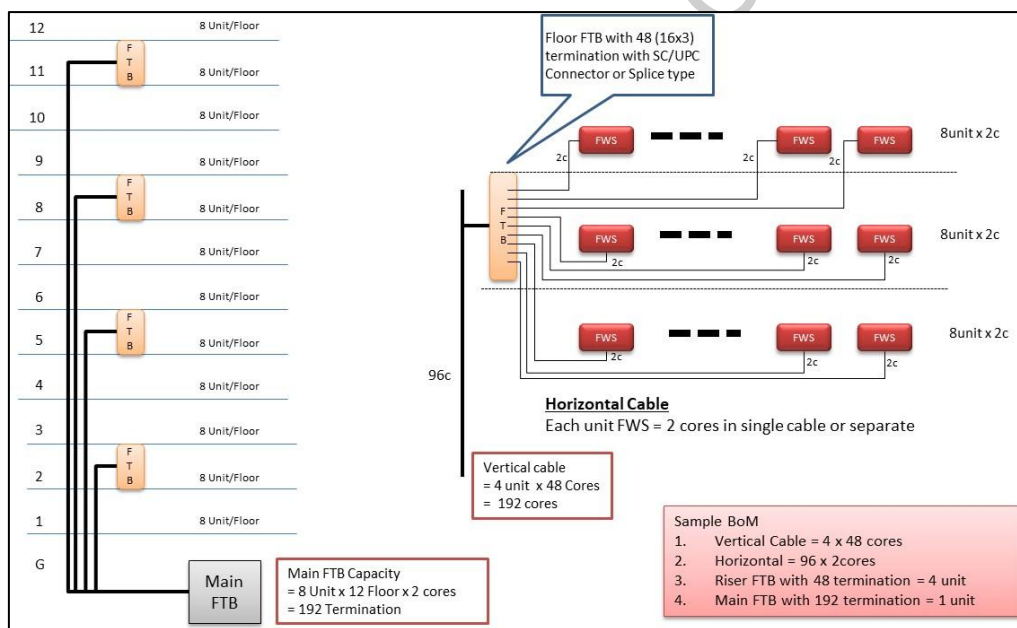 12 8 Unit/Floor
F
T
B
11 8 Unit/Floor
10 8 Unit/Floor
9 8 Unit/Floor
F
T
B
8 8 Unit/Floor
7 8 Unit/Floor
6 8 Unit/Floor
F
T
B
5 8 Unit/Floor
4 8 Unit/Floor
3 8 Unit/Floor
F
T
B
2 8 Unit/Floor
1 8 Unit/Floor
G
Main
FTB
Main FTB Capacity
= 8 Unit x 12 Floor x 2 cores
= 192 Termination
Floor FTB with 48 (16x3)
termination with SC/UPC
Connector or Splice type
FWS FWS FWS 8unit x 2c
2c 2c 2c
F
T
B
FWS FWS FWS 8unit x 2c
2c 2c 2c
FWS FWS FWS 8unit x 2c
2c 2c 2c
96c
Horizontal Cable
Each unit FWS = 2 cores in single cable or separate
Vertical cable
= 4 unit x 48 Cores
= 192 cores
Sample BoM
1. Vertical Cable = 4 x 48 cores
2. Horizontal = 96 x 2cores
3. Riser FTB with 48 termination = 4 unit
4. Main FTB with 192 termination = 1 unit